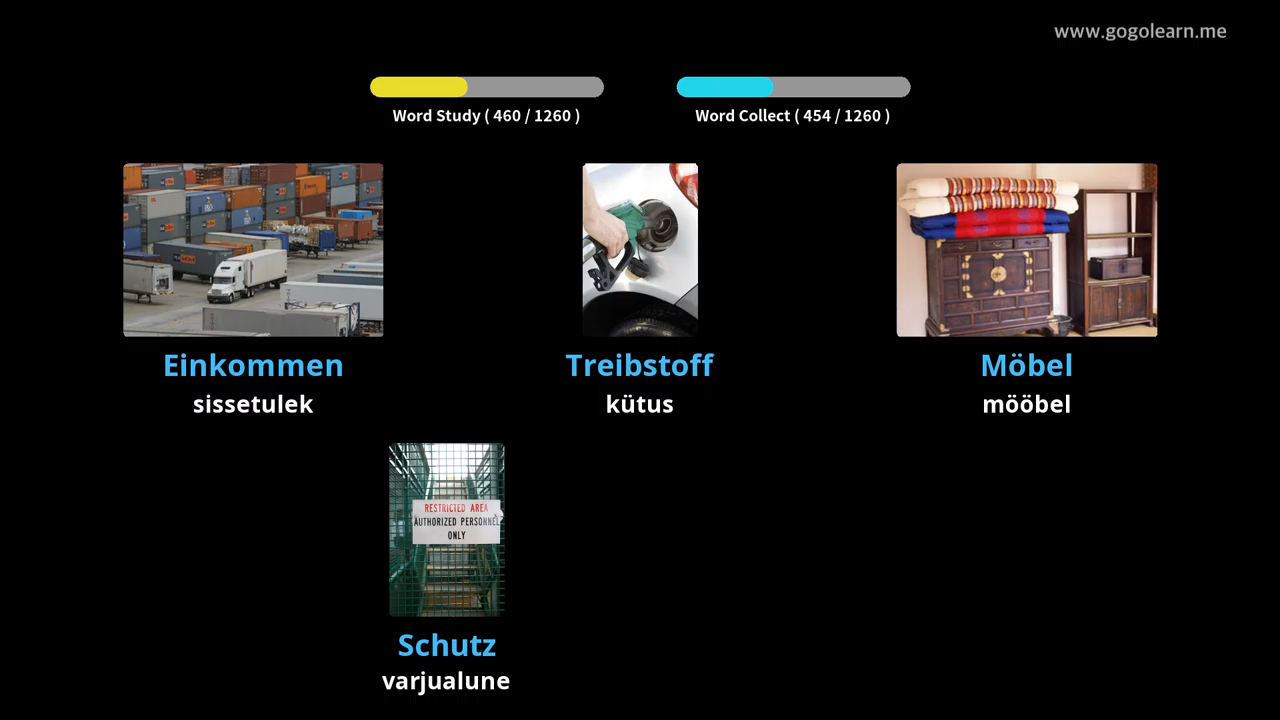 www.gogolearn.me
Word Study ( 460 / 1260 )
Word Collect ( 454 / 1260 )
Einkommen
sissetulek
Treibstoff
kütus
Möbel
mööbel
RESTRICTED AREA
AUTHORIZED PERSONNEL
ONLY
Schutz
varjualune